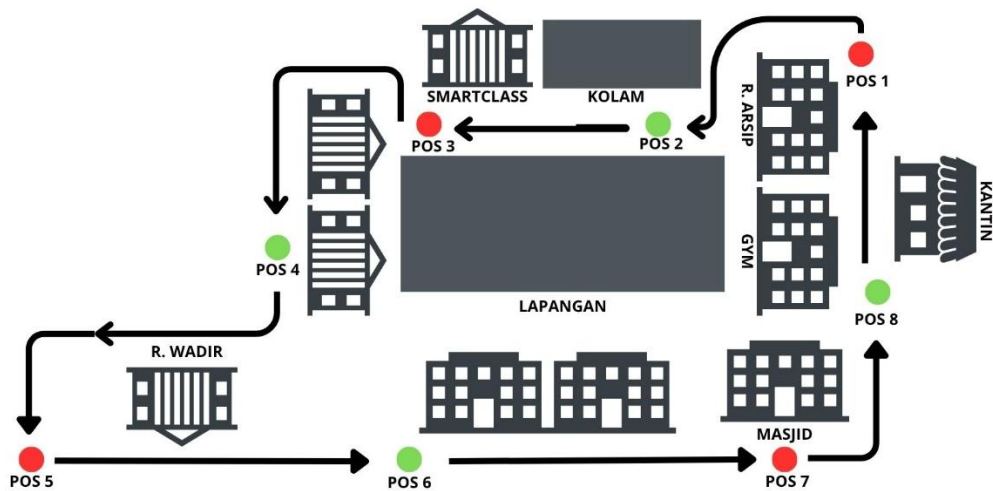 POS 1
SMARTCLASS
KOLAM
R. ARSIP
POS 2
POS 3
KANTIN
GYM
POS 4
LAPANGAN
POS 8
R. WADIR
MASJID
POS 5
POS 6
POS 7